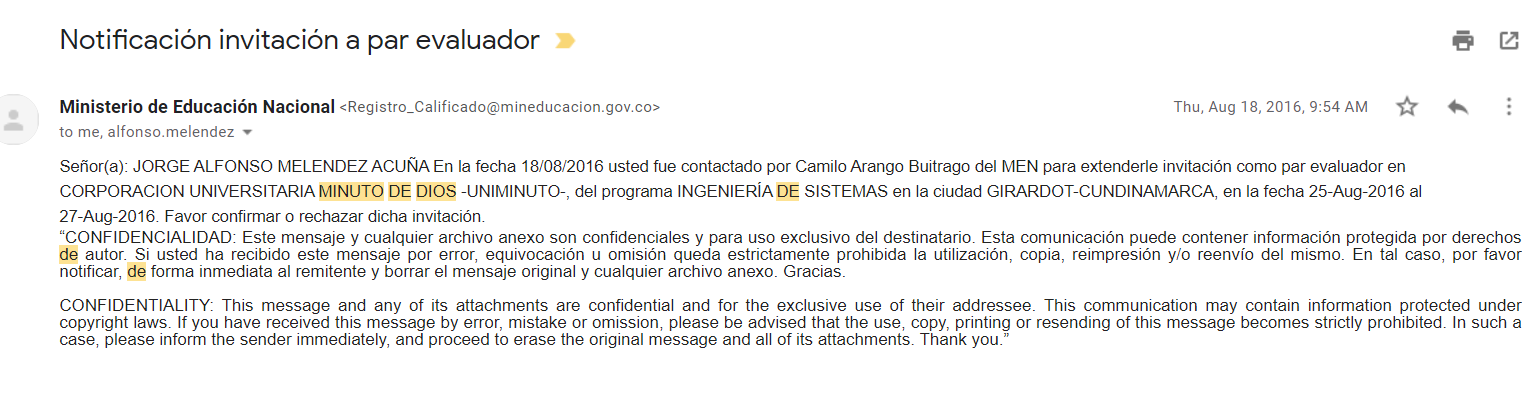 Notificación invitación a par evaluador
Ministerio de Educación Nacional <Registro_Calificado@mineducacion.gov.co>
Thu, Aug 18, 2016, 9:54 AM
to me, alfonso.melendez
Señor(a): JORGE ALFONSO MELENDEZ ACUÑA En la fecha 18/08/2016 usted fue contactado por Camilo Arango Buitrago del MEN para extenderle invitación como par evaluador en
CORPORACION UNIVERSITARIA MINUTO DE DIOS -UNIMINUTO-, del programa INGENIERÍA DE SISTEMAS en la ciudad GIRARDOT-CUNDINAMARCA, en la fecha 25-Aug-2016 al
27-Aug-2016. Favor confirmar o rechazar dicha invitación.
“CONFIDENCIALIDAD: Este mensaje y cualquier archivo anexo son confidenciales y para uso exclusivo del destinatario. Esta comunicación puede contener información protegida por derechos
de autor. Si usted ha recibido este mensaje por error, equivocación u omisión queda estrictamente prohibida la utilización, copia, reimpresión y/o reenvío del mismo. En tal caso, por favor
notificar, de forma inmediata al remitente y borrar el mensaje original y cualquier archivo anexo. Gracias.
CONFIDENTIALITY: This message and any of its attachments are confidential and for the exclusive use of their addressee. This communication may contain information protected under
copyright laws. If you have received this message by error, mistake or omission, please be advised that the use, copy, printing or resending of this message becomes strictly prohibited. In such a
case, please inform the sender immediately, and proceed to erase the original message and all of its attachments. Thank you.”